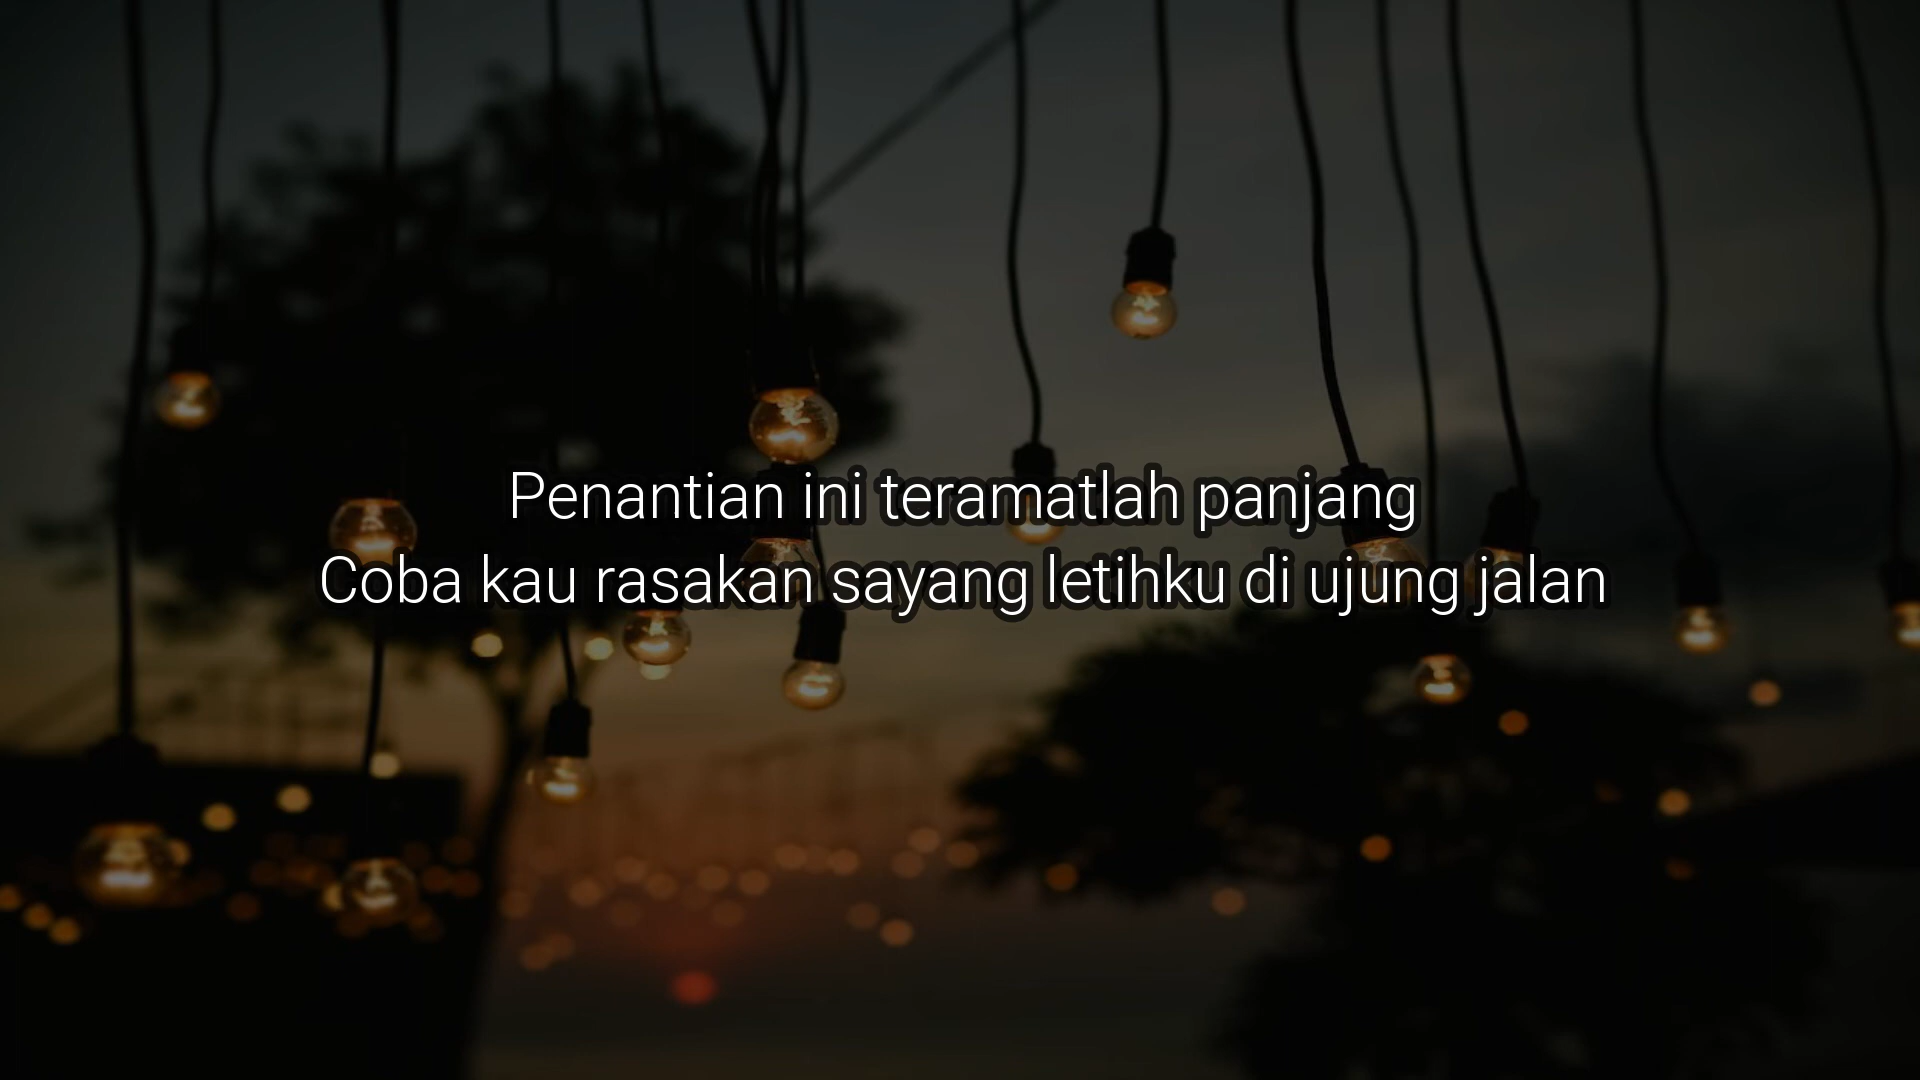 Penantian ini teramatlah panjang
Coba kau rasakan sayang letihku di ujung jalan